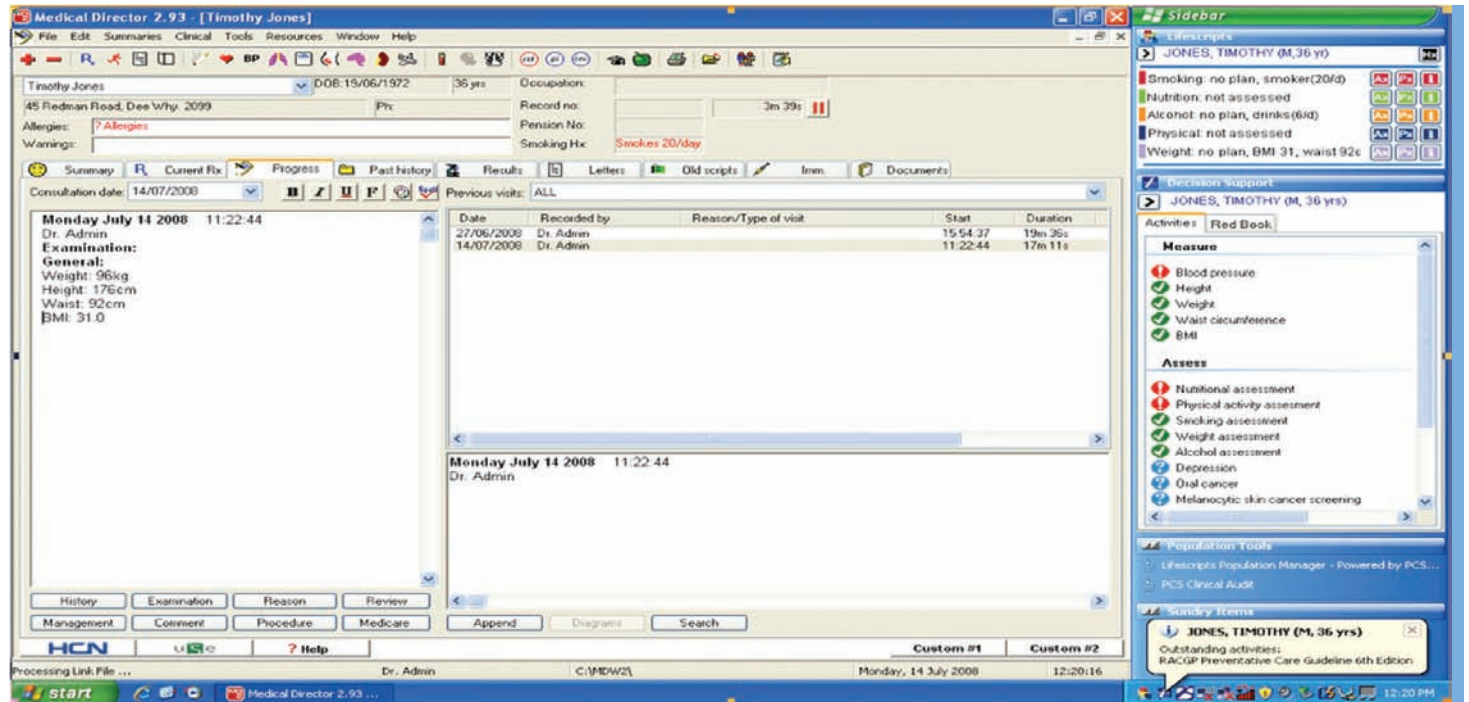 Medical Director 2.93 - [Timothy Jones]
File Edit Summaries Clinical Tools Resources Window Help
Timothy Jones DOB:19/06/1972 36 yrs Occupation:
45 Redman Road, Dee Why. 2099 Ph: Record no: 3m 39s
Allergies: ? Allergies Pension No:
Warnings: Smoking Hx: Smokes 20/day
Summary Current Rx Progress Past history Results Letters Old scripts Imm. Documents
Consultation date: 14/07/2008 Previous visits: ALL
Monday July 14 2008 11:22:44
Dr. Admin
Examination:
General:
Weight: 96kg
Height: 176cm
Waist: 92cm
BMI: 31.0
Date Recorded by Reason/Type of visit Start Duration
27/06/2008 Dr. Admin 15:54:37 19m 36s
14/07/2008 Dr. Admin 11:22:44 17m 11s
Monday July 14 2008 11:22:44
Dr. Admin
History Examination Reason Review
Management Comment Procedure Medicare Append Diagrams Search
HCN ? Help Custom #1 Custom #2
Processing Link File ... Dr. Admin C:\MDW2\ Monday, 14 July 2008 12:20:16
start Medical Director 2.93 ... 12:20 PM
Sidebar
Lifescripts
JONES, TIMOTHY (M,36 yr)
Smoking: no plan, smoker(20/d)
Nutrition: not assessed
Alcohol: no plan, drinks(6/d)
Physical: not assessed
Weight: no plan, BMI 31, waist 92c
Decision Support
JONES, TIMOTHY (M, 36 yrs)
Activities Red Book
Measure
Blood pressure
Height
Weight
Waist circumference
BMI
Assess
Nutritional assessment
Physical activity assesment
Smoking assessment
Weight assessment
Alcohol assessment
Depression
Oral cancer
Melanocytic skin cancer screening
Population Tools
Lifescripts Population Manager - Powered by PCS...
PCS Clinical Audit
Sundry Items
JONES, TIMOTHY (M, 36 yrs)
Outstanding activities:
RACGP Preventative Care Guideline 6th Edition